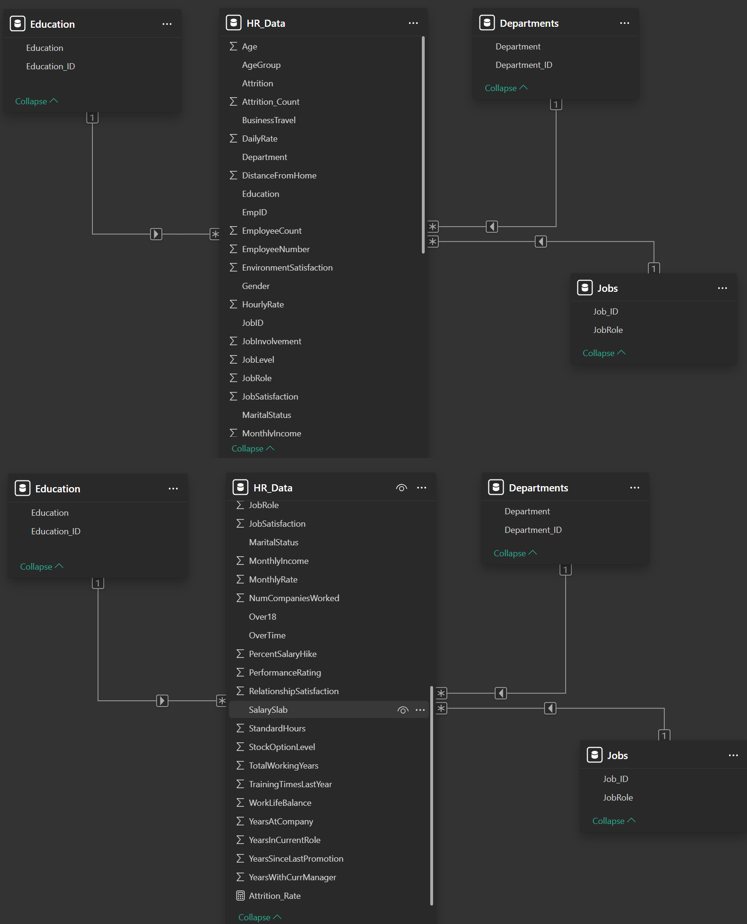 Education
Education
Education_ID
Collapse
1
HR_Data
Age
AgeGroup
Attrition
Attrition_Count
BusinessTravel
DailyRate
Department
DistanceFromHome
Education
EmpID
EmployeeCount
EmployeeNumber
EnvironmentSatisfaction
Gender
HourlyRate
JobID
JobInvolvement
JobLevel
JobRole
JobSatisfaction
MaritalStatus
MonthlyIncome
Collapse
Departments
Department
Department_ID
Collapse
1
1
Jobs
Job_ID
JobRole
Collapse
Education
Education
Education_ID
Collapse
1
HR_Data
JobRole
JobSatisfaction
MaritalStatus
MonthlyIncome
MonthlyRate
NumCompaniesWorked
Over18
OverTime
PercentSalaryHike
PerformanceRating
RelationshipSatisfaction
SalarySlab
StandardHours
StockOptionLevel
TotalWorkingYears
TrainingTimesLastYear
WorkLifeBalance
YearsAtCompany
YearsInCurrentRole
YearsSinceLastPromotion
YearsWithCurrManager
Attrition_Rate
Collapse
Departments
Department
Department_ID
Collapse
1
1
Jobs
Job_ID
JobRole
Collapse